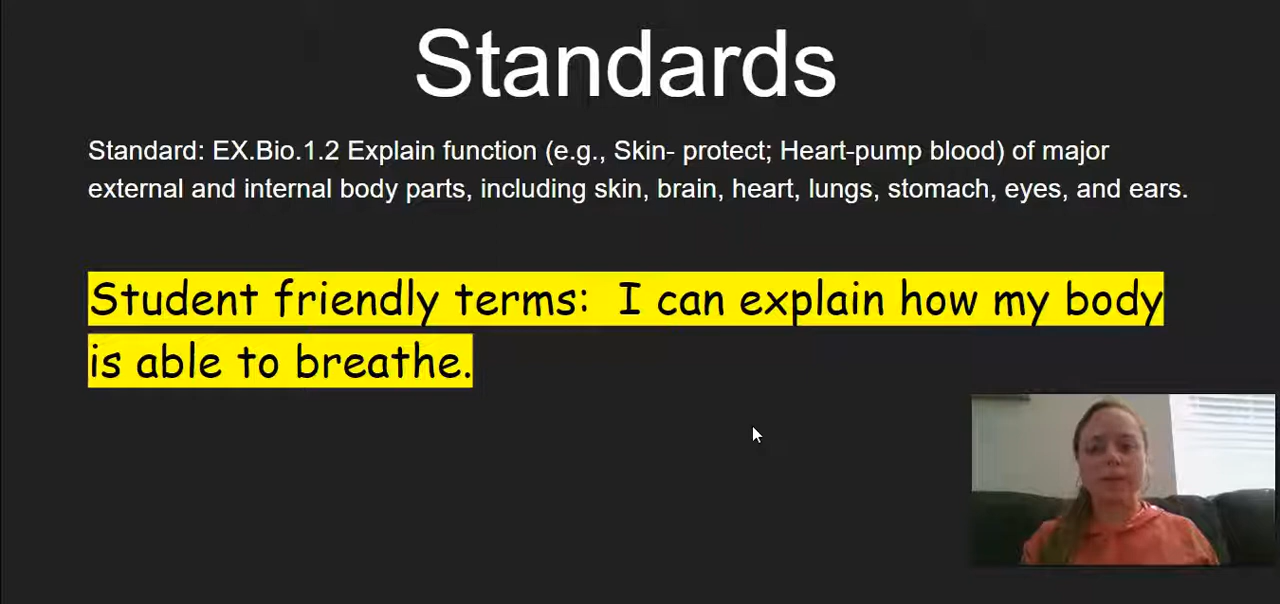 Standards
Standard: EX.Bio.1.2 Explain function (e.g., Skin- protect; Heart-pump blood) of major
external and internal body parts, including skin, brain, heart, lungs, stomach, eyes, and ears.
Student friendly terms:  I can explain how my body
is able to breathe.